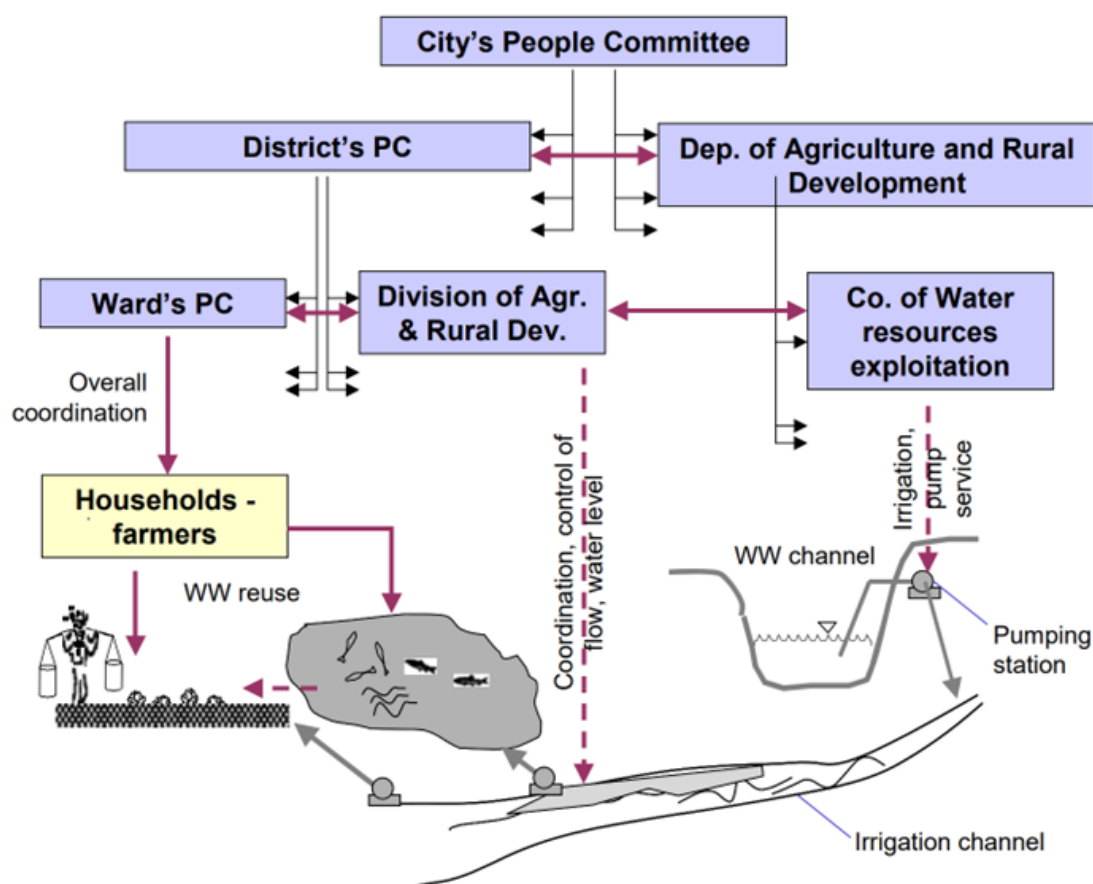 City's People Committee
District's PC
Dep. of Agriculture and Rural
Development
Ward's PC
Division of Agr.
& Rural Dev.
Co. of Water
resources
exploitation
Overall
coordination
Households -
farmers
WW reuse
Coordination, control of
flow, water level
Irrigation,
pump
service
WW channel
Pumping
station
Irrigation channel